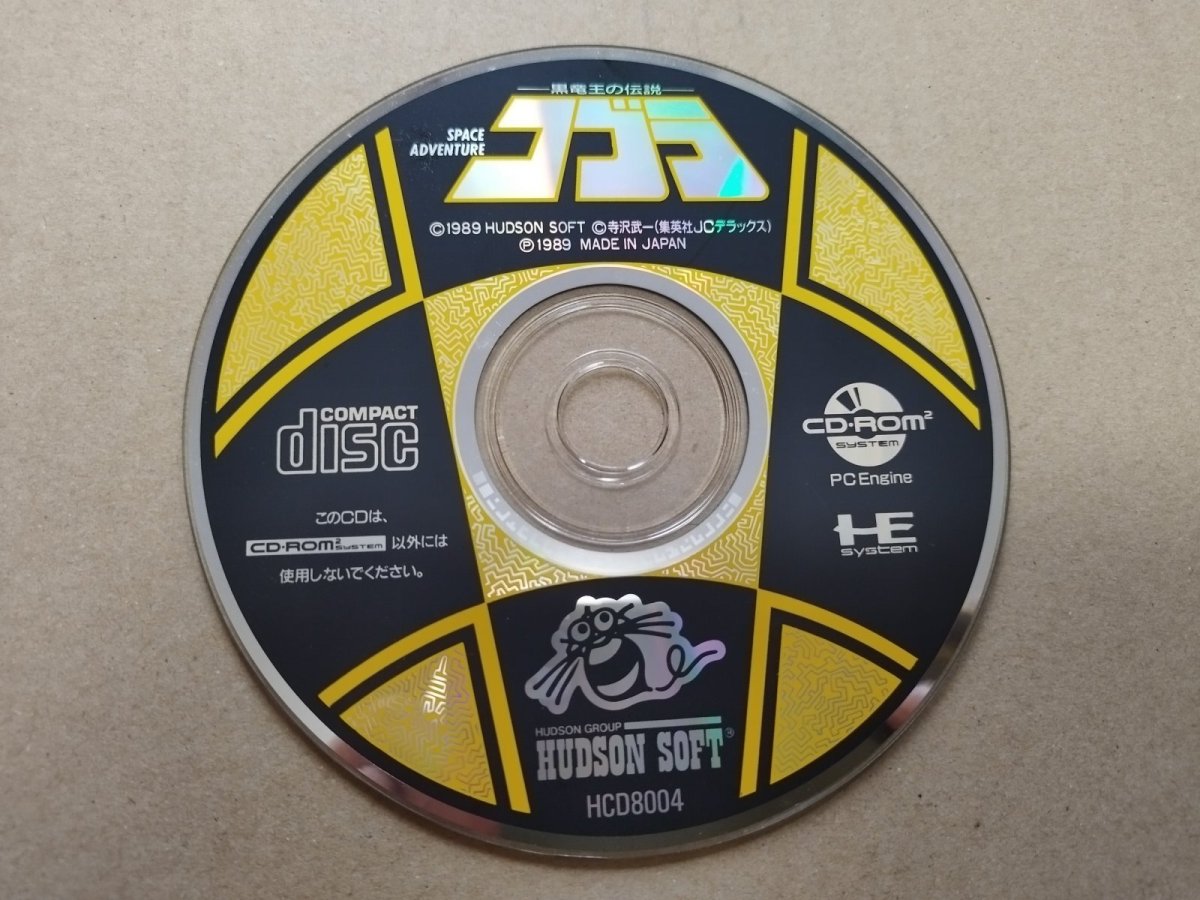 黒竜王の伝説
SPACE
ADVENTURE
コブラ
©1989 HUDSON SOFT ©寺沢武一(集英社JCデラックス)
Ⓟ1989 MADE IN JAPAN
COMPACT
disc
このCDは、
CD-ROM² SYSTEM 以外には
使用しないでください。
CD·ROM²
SYSTEM
PC Engine
HE
system
HUDSON GROUP
HUDSON SOFT®
HCD8004